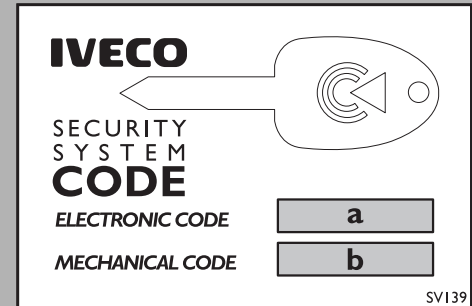 IVECO
SECURITY
SYSTEM
CODE
ELECTRONIC CODE a
MECHANICAL CODE b
SV139